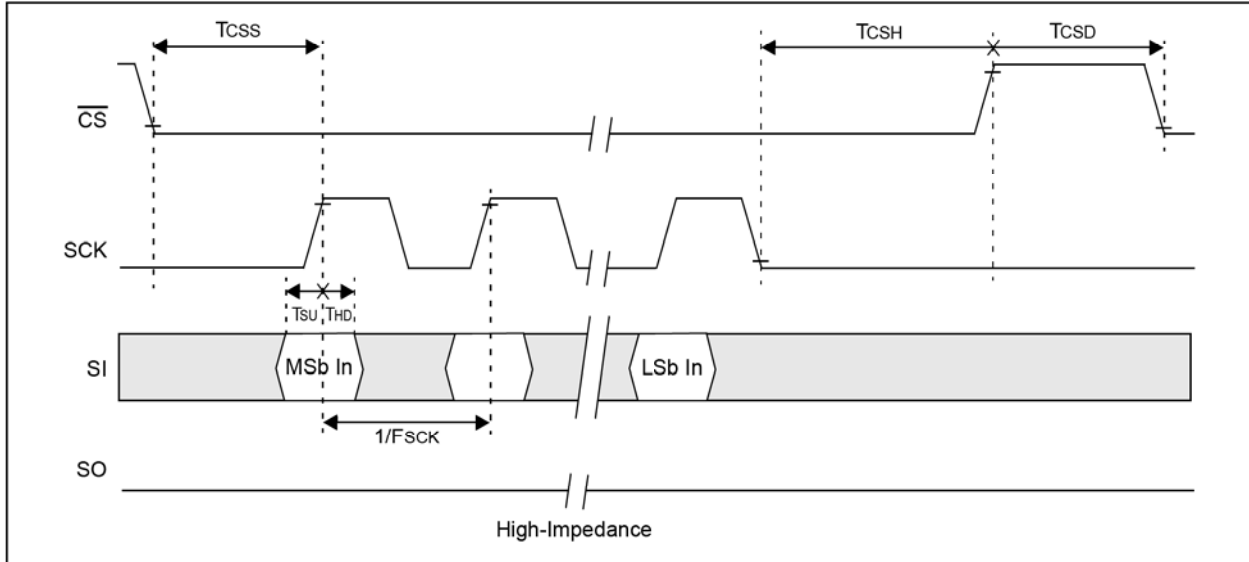 TCSS
TCSH
TCSD
CS
SCK
TSU
THD
SI
MSb In
LSb In
1/FSCK
SO
High-Impedance